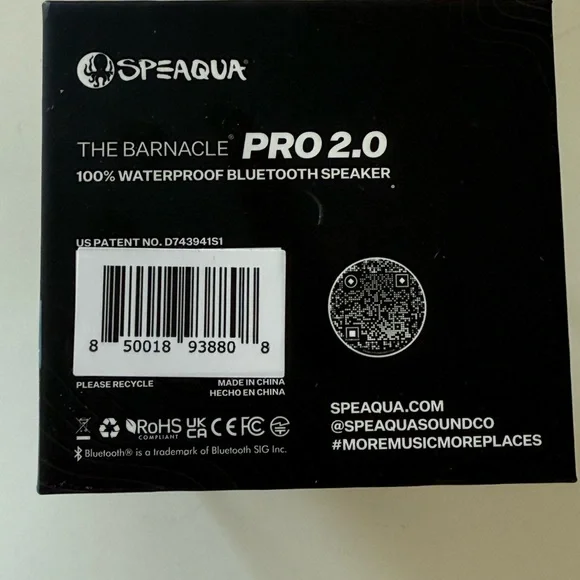 SPEAQUA®
THE BARNACLE® PRO 2.0
100% WATERPROOF BLUETOOTH SPEAKER
US PATENT NO. D743941S1
8 50018 93880 8
PLEASE RECYCLE
MADE IN CHINA
HECHO EN CHINA
RoHS
COMPLIANT
UK
CA
CE FC
Bluetooth® is a trademark of Bluetooth SIG Inc.
SPEAQUA.COM
@SPEAQUASOUNDCO
#MOREMUSICMOREPLACES